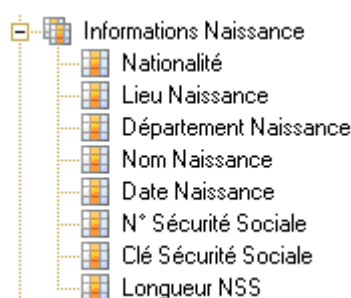 Informations Naissance
Nationalité
Lieu Naissance
Département Naissance
Nom Naissance
Date Naissance
N° Sécurité Sociale
Clé Sécurité Sociale
Longueur NSS